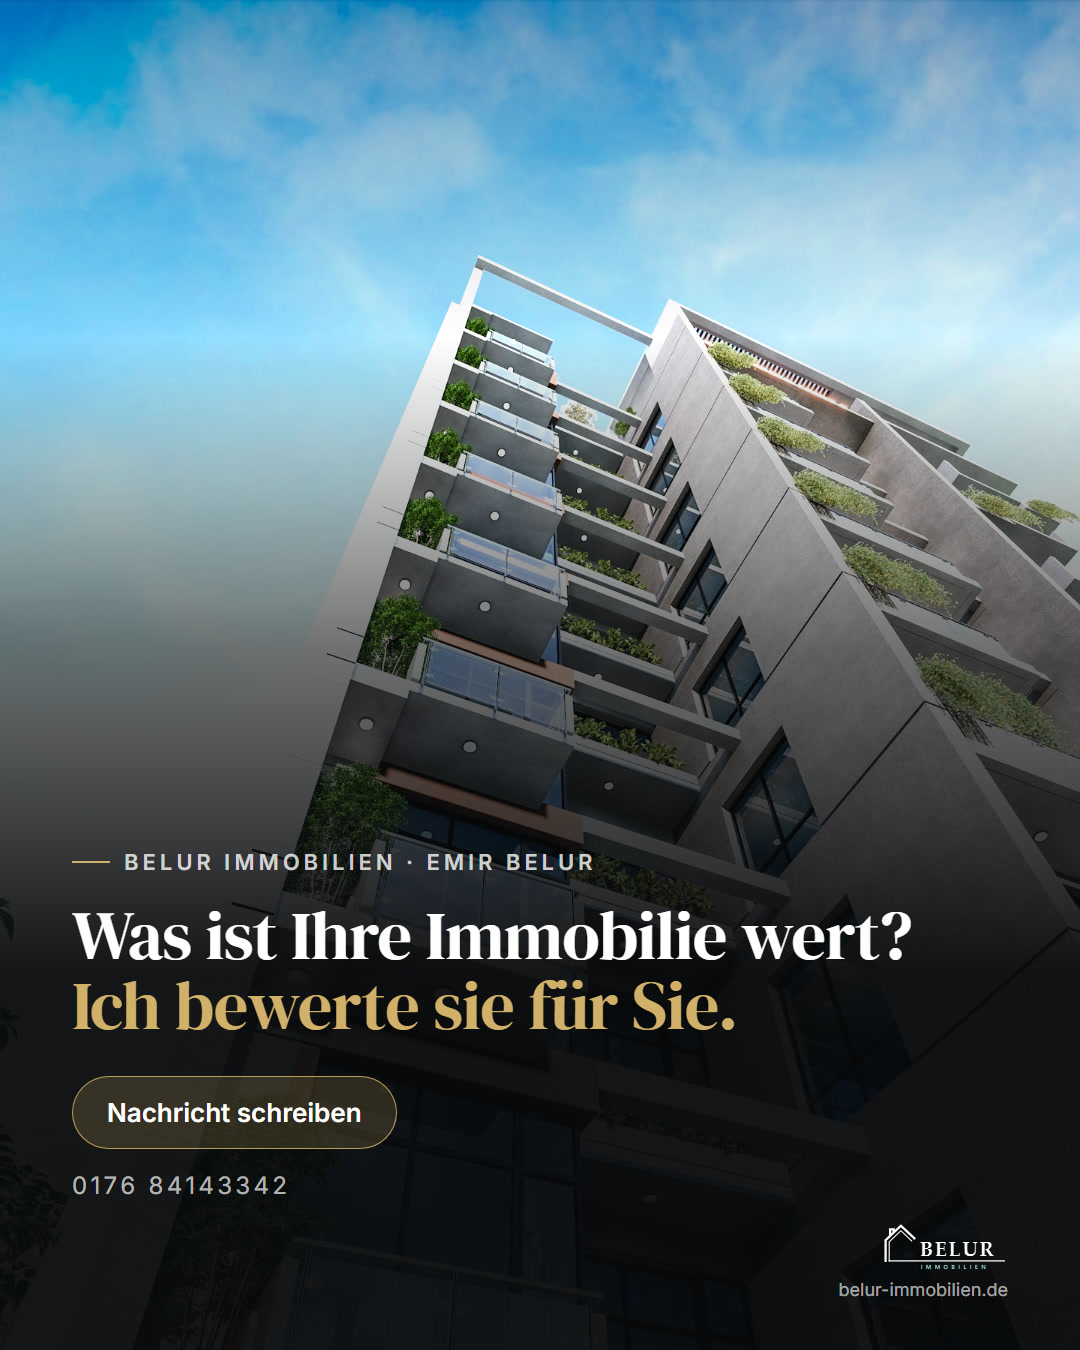 BELUR IMMOBILIEN · EMIR BELUR
Was ist Ihre Immobilie wert?
Ich bewerte sie für Sie.
Nachricht schreiben
0176 84143342
BELUR
IMMOBILIEN
belur-immobilien.de